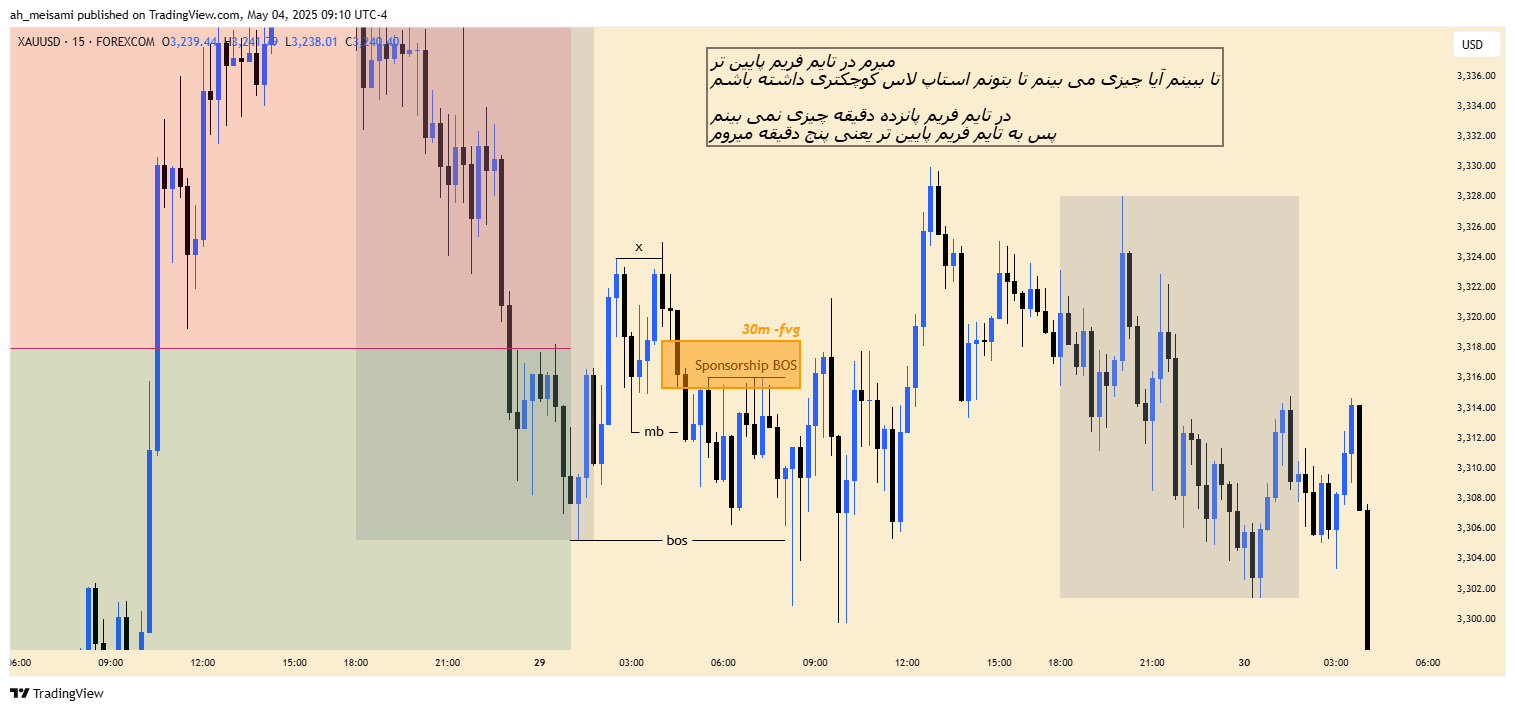 ah_meisami published on TradingView.com, May 04, 2025 09:10 UTC-4
XAUUSD · 15 · FOREXCOM O3,239.44 H3,241.79 L3,238.01 C3,240.40
USD
میرم در تایم فریم پایین تر
تا ببینم آیا چیزی می بینم تا بتونم استاپ لاس کوچکتری داشته باشم
در تایم فریم پانزده دقیقه چیزی نمی بینم
پس به تایم فریم پایین تر یعنی پنج دقیقه میروم
x
30m -fvg
Sponsorship BOS
mb
bos
3,336.00
3,334.00
3,332.00
3,330.00
3,328.00
3,326.00
3,324.00
3,322.00
3,320.00
3,318.00
3,316.00
3,314.00
3,312.00
3,310.00
3,308.00
3,306.00
3,304.00
3,302.00
3,300.00
06:00 09:00 12:00 15:00 18:00 21:00 29 03:00 06:00 09:00 12:00 15:00 18:00 21:00 30 03:00 06:00
TradingView